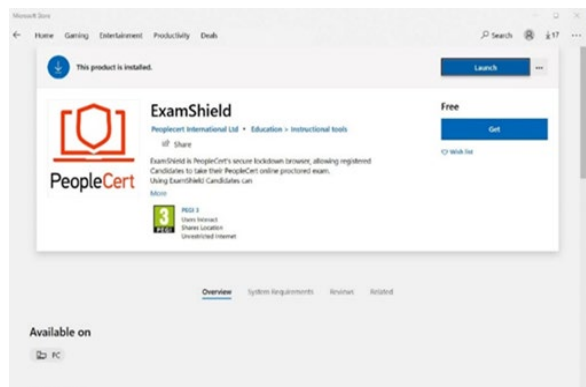 Microsoft Store
Home Gaming Entertainment Productivity Deals Search 17
This product is installed. Launch
ExamShield
Peoplecert International Ltd • Education > Instructional tools
Share
ExamShield is PeopleCert's secure lockdown browser, allowing registered
Candidates to take their PeopleCert online proctored exam.
Using ExamShield Candidates can
More
PeopleCert
3
PEGI
PEGI 3
Users Interact
Shares Location
Unrestricted Internet
Free
Get
Wish list
Overview System Requirements Reviews Related
Available on
PC